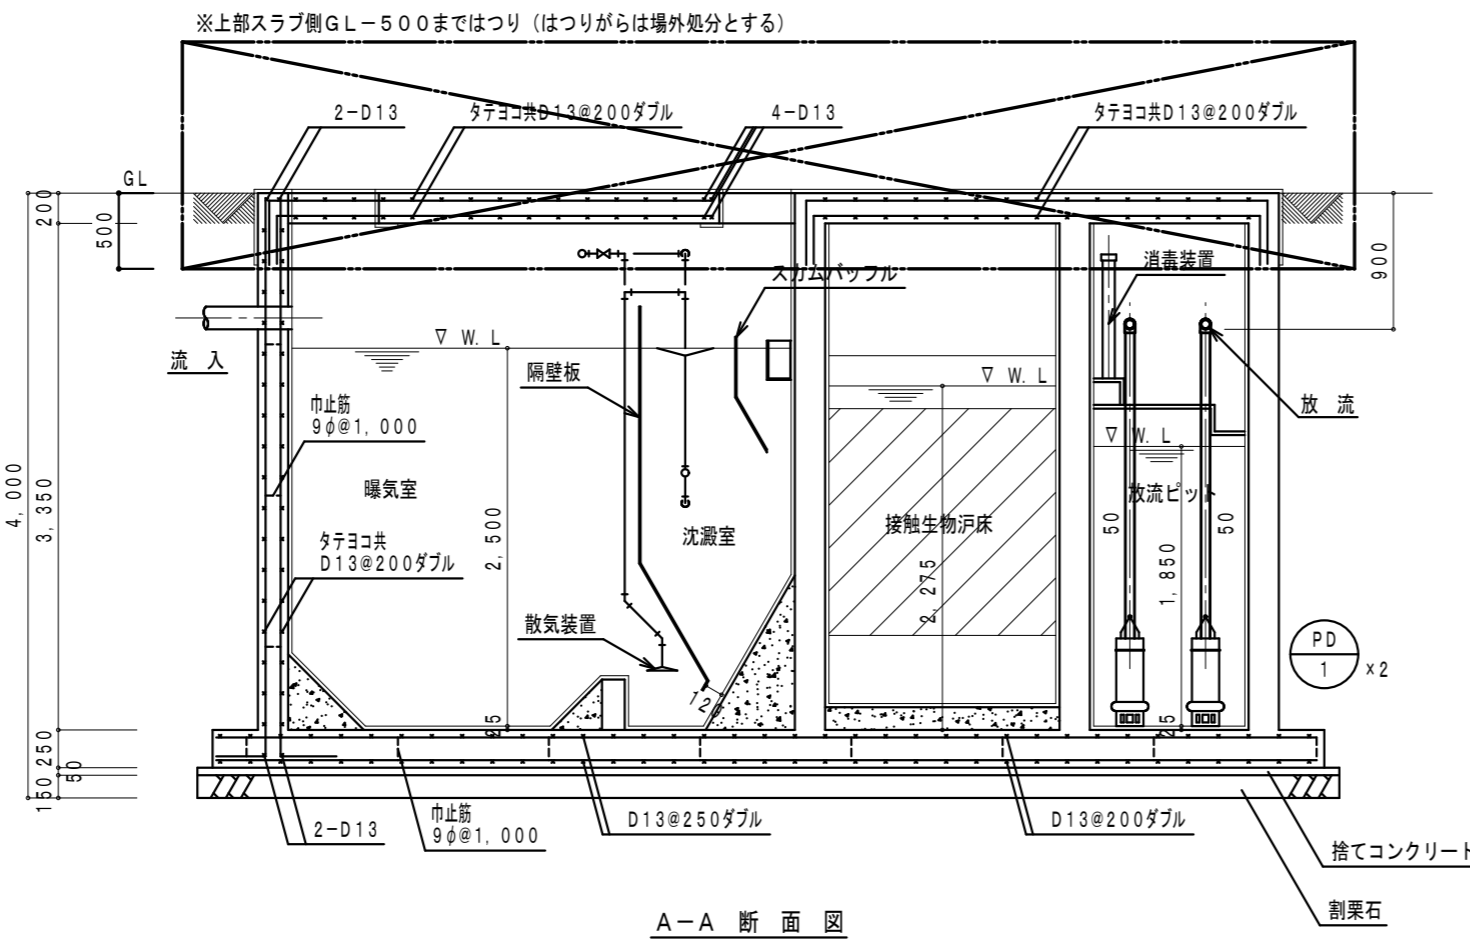 ※上部スラブ側GL－500まではつり（はつりがらは場外処分とする）
2－D13
タテヨコ共D13@200ダブル
4－D13
タテヨコ共D13@200ダブル
GL
200
500
900
スカムバッフル
消毒装置
流 入
▽ W. L
隔壁板
▽ W. L
放 流
巾止筋
9φ@1, 000
▽ W. L
4, 000
3, 350
曝気室
2, 500
沈澱室
接触生物沪床
放流ピット
50
50
タテヨコ共
D13@200ダブル
2, 275
1, 850
散気装置
PD
1
×2
120
25
25
250
50
150
2－D13
巾止筋
9φ@1, 000
D13@250ダブル
D13@200ダブル
捨てコンクリート
割栗石
A－A 断 面 図